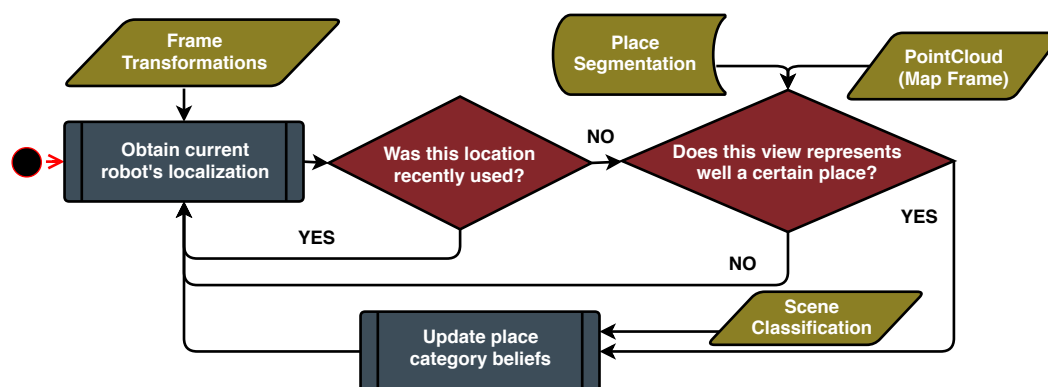 Frame
Transformations
Place
Segmentation
PointCloud
(Map Frame)
Obtain current
robot's localization
Was this location
recently used?
NO
Does this view represents
well a certain place?
YES
YES
NO
Scene
Classification
Update place
category beliefs